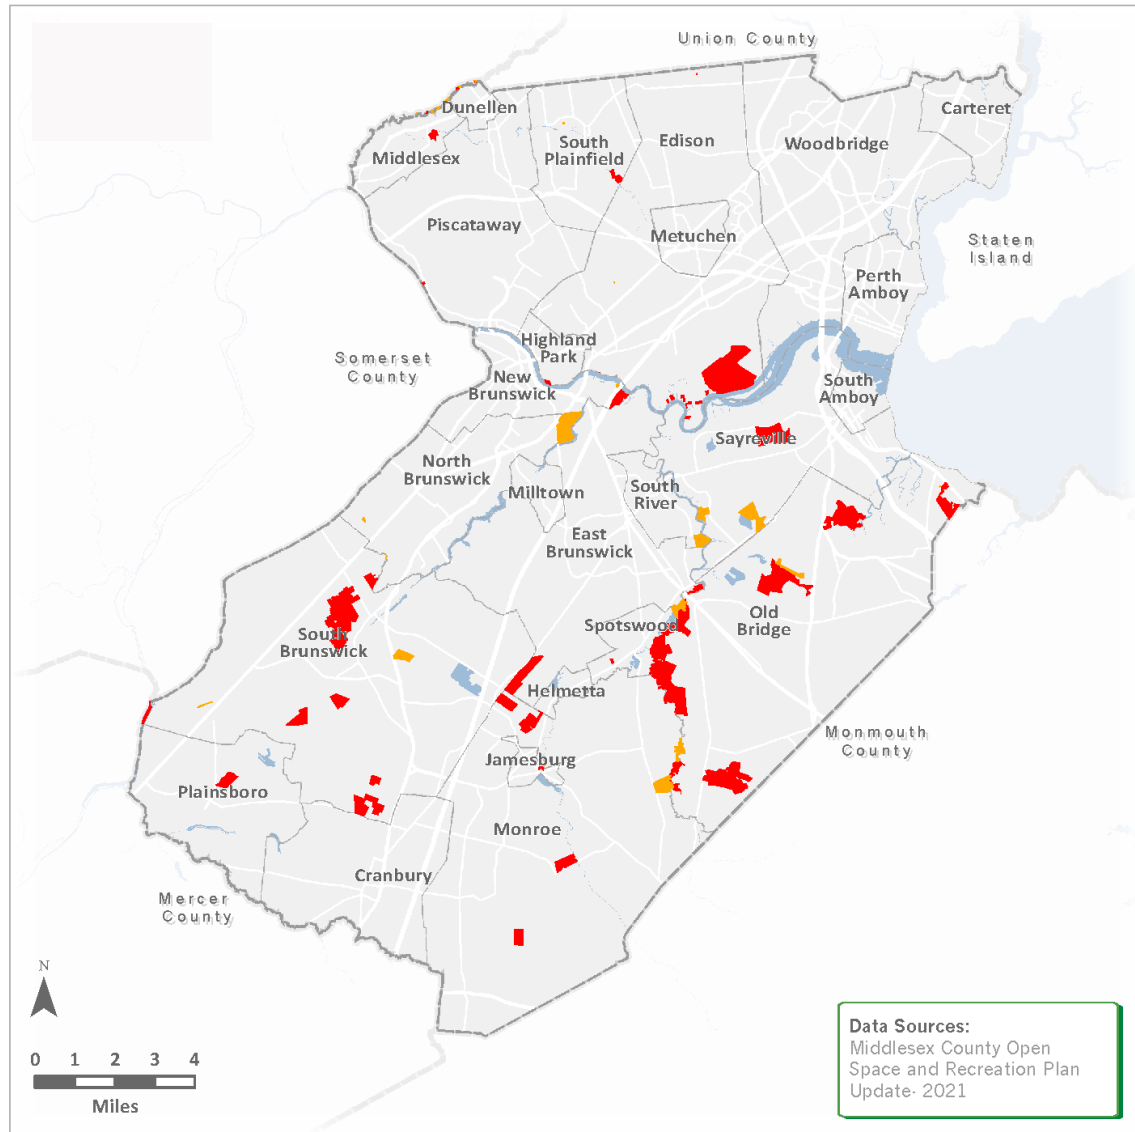 Union County
Dunellen
Carteret
South
Plainfield
Edison
Woodbridge
Middlesex
Piscataway
Metuchen
Staten
Island
Perth
Amboy
Highland
Park
Somerset
County
New
Brunswick
South
Amboy
Sayreville
North
Brunswick
Milltown
South
River
East
Brunswick
Old
Bridge
Spotswood
South
Brunswick
Helmetta
Monmouth
County
Jamesburg
Plainsboro
Monroe
Cranbury
Mercer
County
N
0 1 2 3 4
Miles
Data Sources:
Middlesex County Open
Space and Recreation Plan
Update- 2021